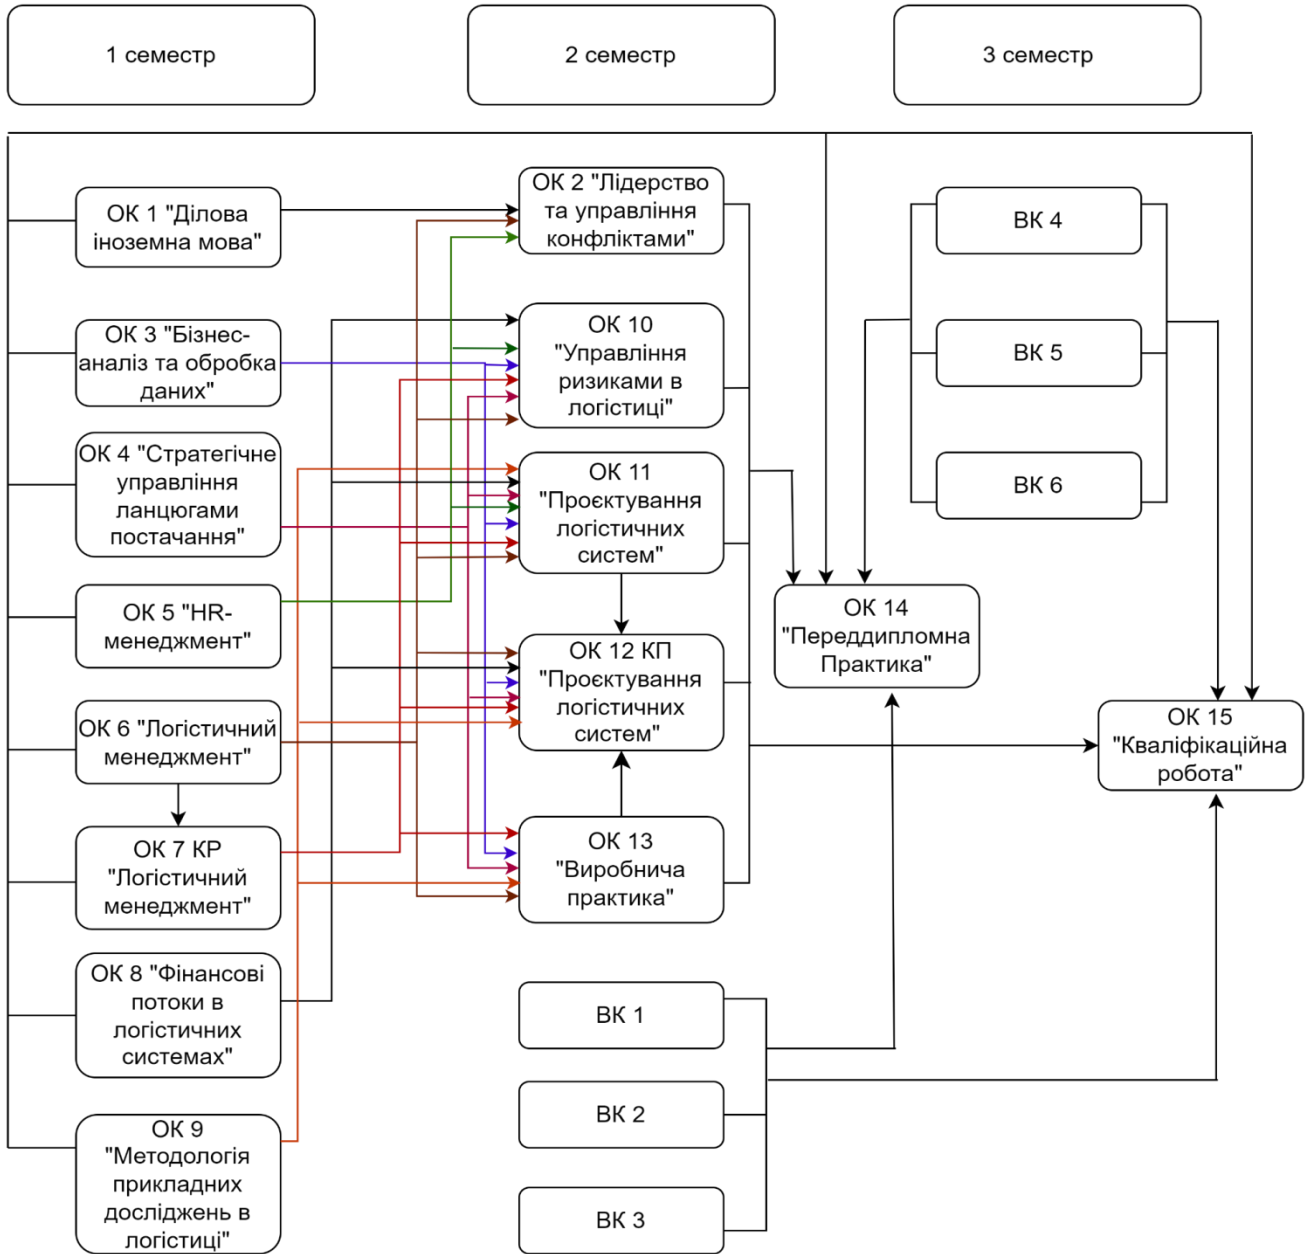 1 семестр
2 семестр
3 семестр
ОК 1 "Ділова
іноземна мова"
ОК 3 "Бізнес-
аналіз та обробка
даних"
ОК 4 "Стратегічне
управління
ланцюгами
постачання"
ОК 5 "HR-
менеджмент"
ОК 6 "Логістичний
менеджмент"
ОК 7 КР
"Логістичний
менеджмент"
ОК 8 "Фінансові
потоки в
логістичних
системах"
ОК 9
"Методологія
прикладних
досліджень в
логістиці"
ОК 2 "Лідерство
та управління
конфліктами"
ОК 10
"Управління
ризиками в
логістиці"
ОК 11
"Проєктування
логістичних
систем"
ОК 12 КП
"Проєктування
логістичних
систем"
ОК 13
"Виробнича
практика"
ВК 1
ВК 2
ВК 3
ВК 4
ВК 5
ВК 6
ОК 14
"Переддипломна
Практика"
ОК 15
"Кваліфікаційна
робота"